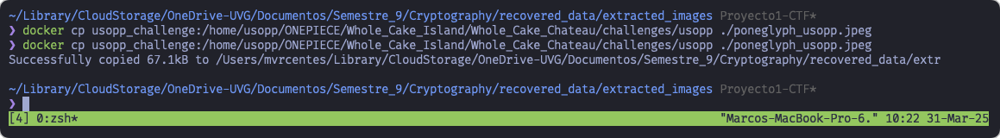 ~/Library/CloudStorage/OneDrive-UVG/Documentos/Semestre_9/Cryptography/recovered_data/extracted_images Proyecto1-CTF*
❯ docker cp usopp_challenge:/home/usopp/ONEPIECE/Whole_Cake_Island/Whole_Cake_Chateau/challenges/usopp ./poneglyph_usopp.jpeg
❯ docker cp usopp_challenge:/home/usopp/ONEPIECE/Whole_Cake_Island/Whole_Cake_Chateau/challenges/usopp ./poneglyph_usopp.jpeg
Successfully copied 67.1kB to /Users/mvrcentes/Library/CloudStorage/OneDrive-UVG/Documentos/Semestre_9/Cryptography/recovered_data/extr
~/Library/CloudStorage/OneDrive-UVG/Documentos/Semestre_9/Cryptography/recovered_data/extracted_images Proyecto1-CTF*
❯
[4] 0:zsh* "Marcos-MacBook-Pro-6." 10:22 31-Mar-25